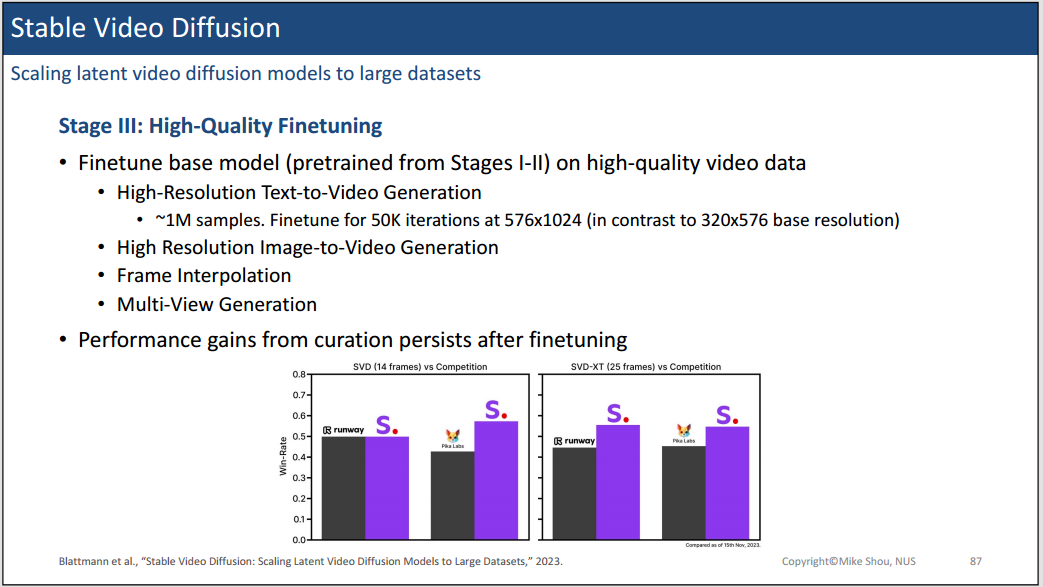 Stable Video Diffusion
Scaling latent video diffusion models to large datasets
Stage III: High-Quality Finetuning
• Finetune base model (pretrained from Stages I-II) on high-quality video data
• High-Resolution Text-to-Video Generation
• ~1M samples. Finetune for 50K iterations at 576x1024 (in contrast to 320x576 base resolution)
• High Resolution Image-to-Video Generation
• Frame Interpolation
• Multi-View Generation
• Performance gains from curation persists after finetuning
SVD (14 frames) vs Competition
Win-Rate
0.8
0.7
0.6
0.5
0.4
0.3
0.2
0.1
0.0
runway
S.
Pika Labs
S.
SVD-XT (25 frames) vs Competition
runway
S.
Pika Labs
S.
Compared as of 15th Nov, 2023.
Blattmann et al., “Stable Video Diffusion: Scaling Latent Video Diffusion Models to Large Datasets,” 2023.
Copyright©Mike Shou, NUS
87